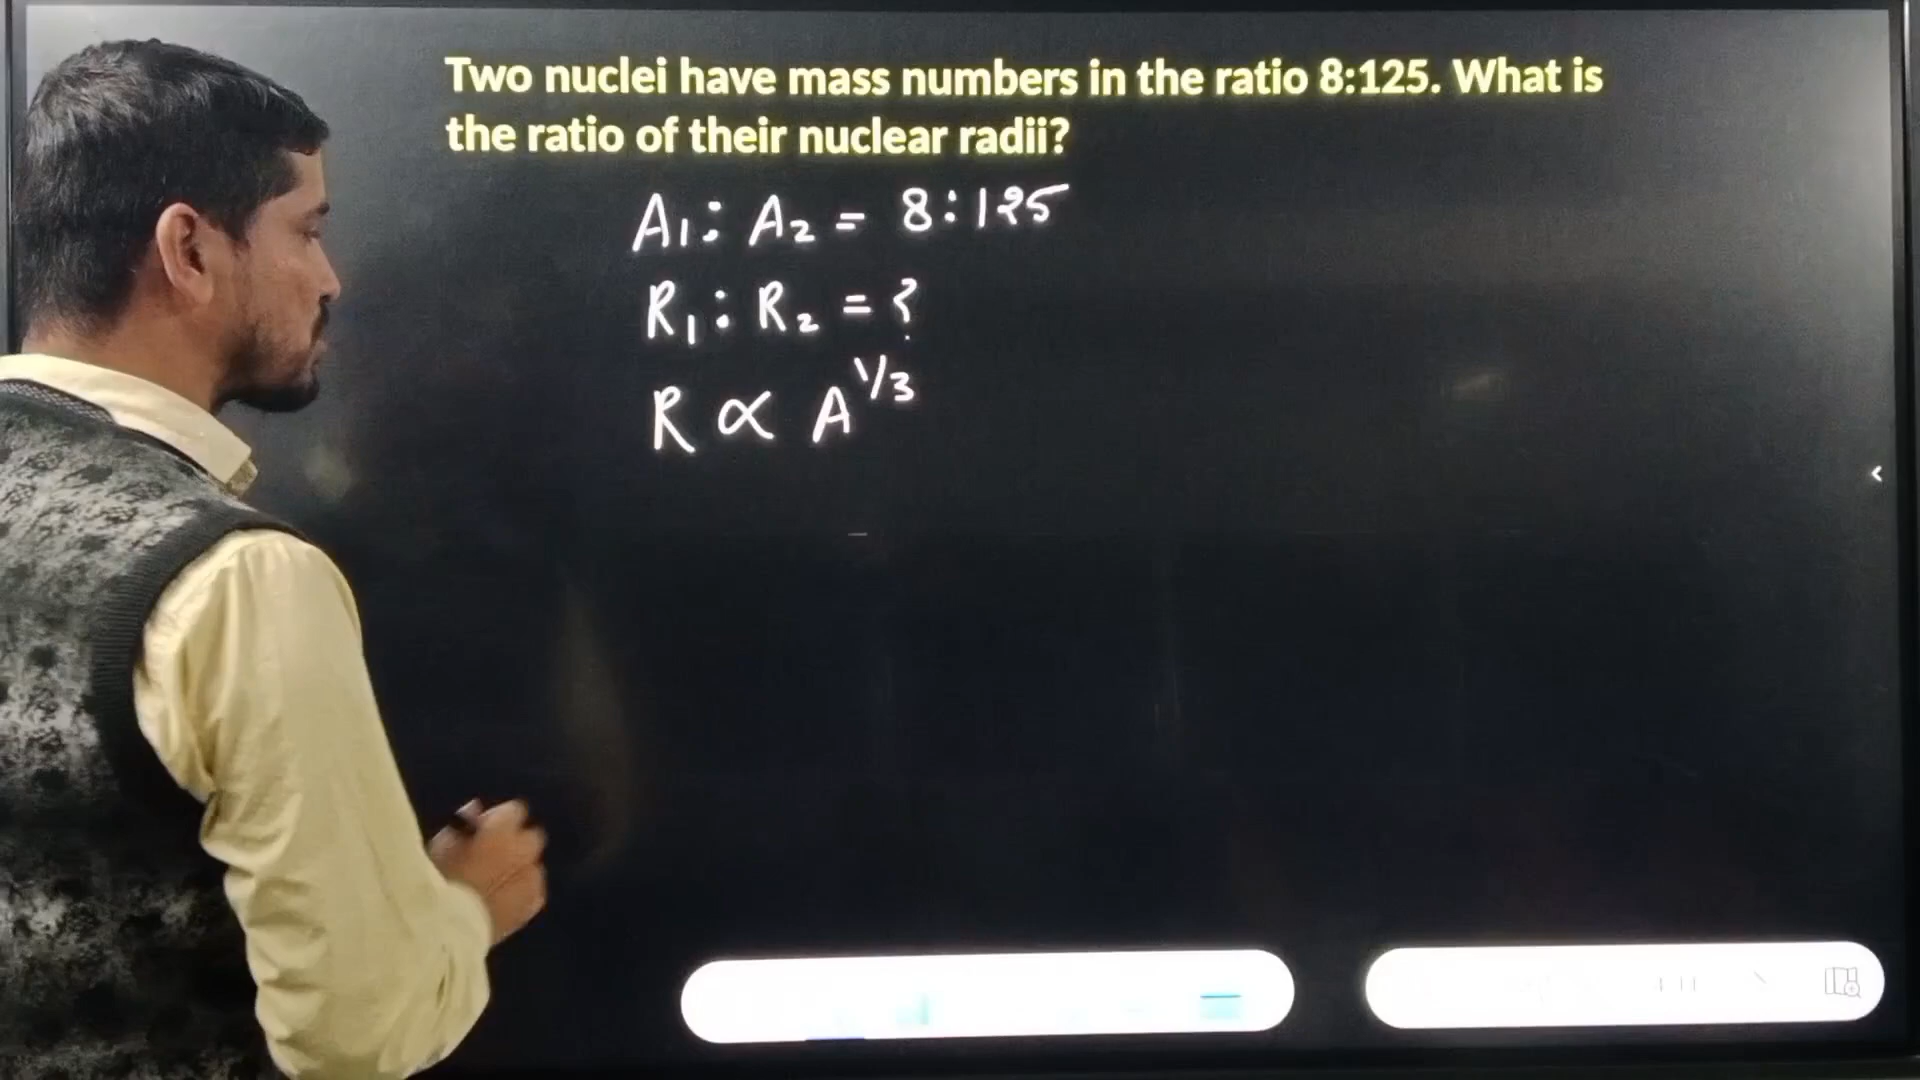 Two nuclei have mass numbers in the ratio 8:125. What is
the ratio of their nuclear radii?
A₁ : A₂ = 8:125
R₁ : R₂ = ?
R ∝ A^1/3